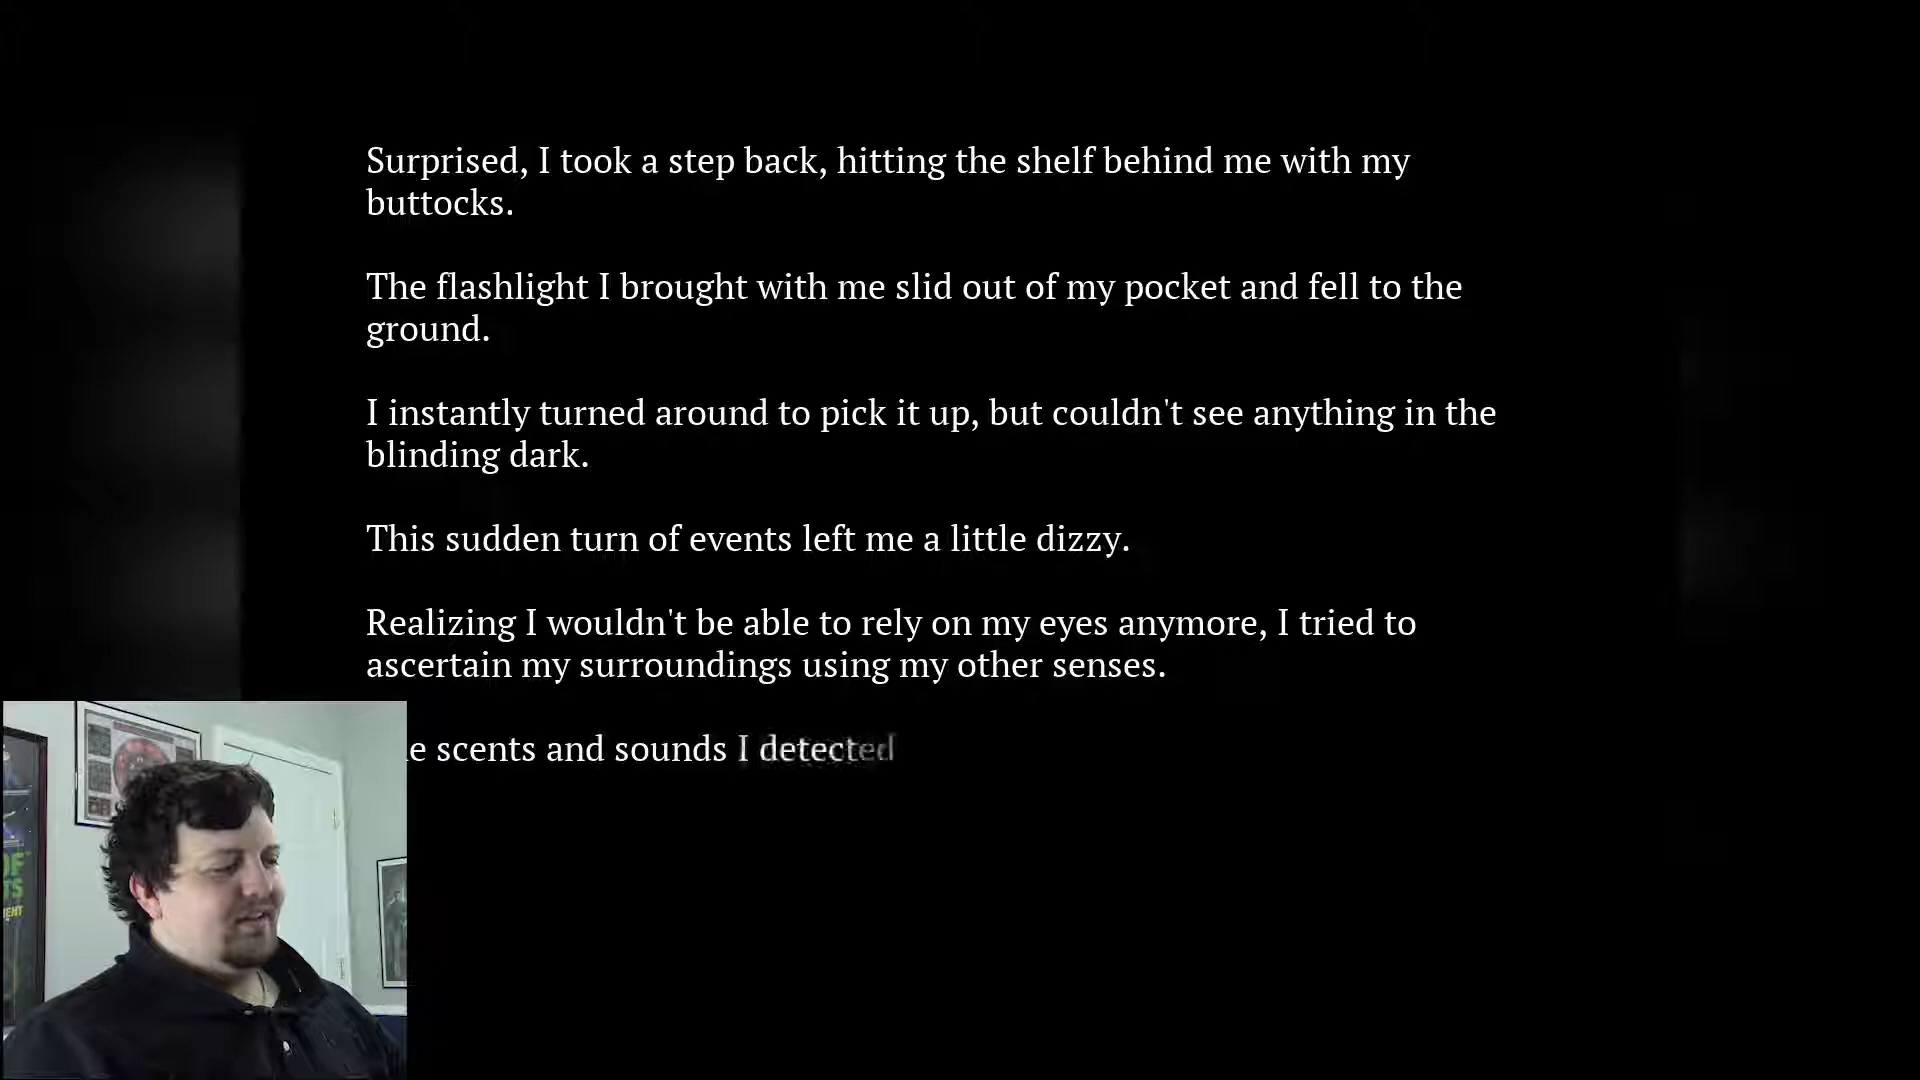 Surprised, I took a step back, hitting the shelf behind me with my
buttocks.
The flashlight I brought with me slid out of my pocket and fell to the
ground.
I instantly turned around to pick it up, but couldn't see anything in the
blinding dark.
This sudden turn of events left me a little dizzy.
Realizing I wouldn't be able to rely on my eyes anymore, I tried to
ascertain my surroundings using my other senses.
e scents and sounds I detected
OF